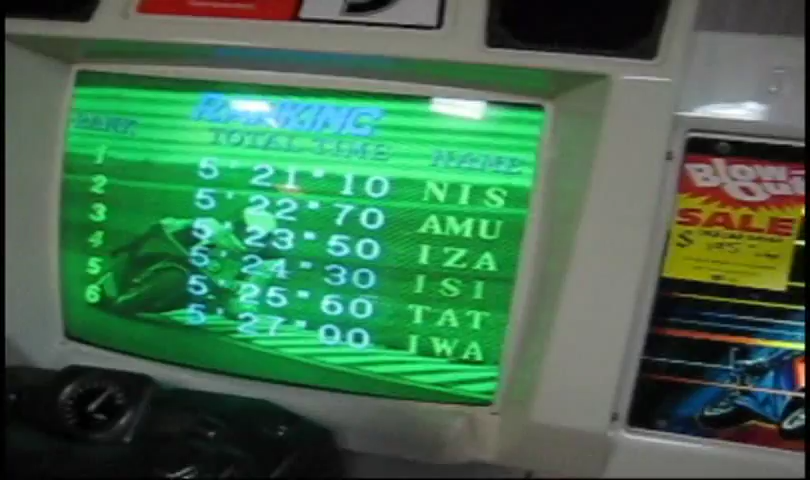 RANKING
RANK TOTAL TIME NAME
1 5'21"10 NIS
2 5'22"70 AMU
3 5'23"50 IZA
4 5'24"30 ISI
5 5'25"60 TAT
6 5'27"00 IWA
Blow-
Out
SALE